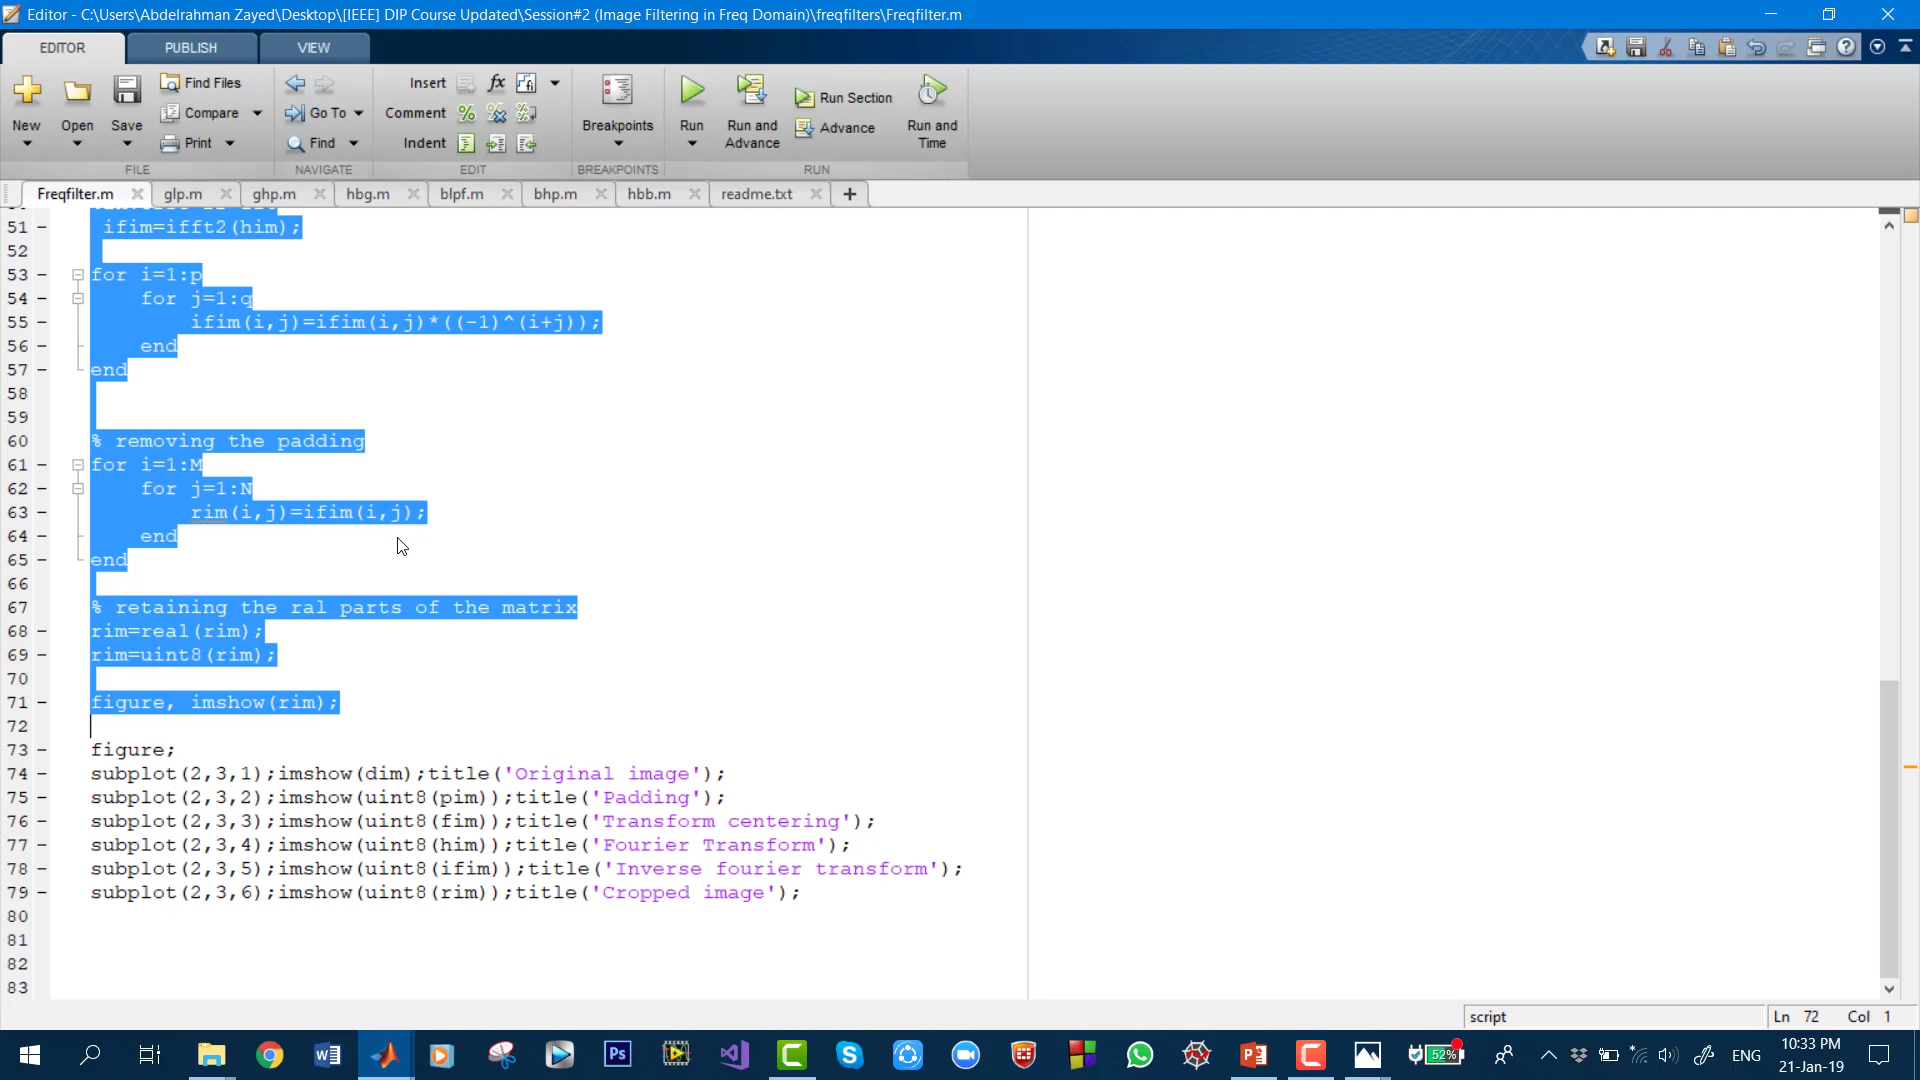 Editor - C:\Users\Abdelrahman Zayed\Desktop\[IEEE] DIP Course Updated\Session#2 (Image Filtering in Freq Domain)\freqfilters\Freqfilter.m
EDITOR PUBLISH VIEW
New Open Save Find Files Compare Print Insert Comment Indent Go To Find Breakpoints Run Run and Advance Run Section Advance Run and Time
FILE NAVIGATE EDIT BREAKPOINTS RUN
Freqfilter.m glp.m ghp.m hbg.m blpf.m bhp.m hbb.m readme.txt
51 ifim=ifft2(him);
52
53 for i=1:p
54 for j=1:q
55 ifim(i,j)=ifim(i,j)*((-1)^(i+j));
56 end
57 end
58
59
60 % removing the padding
61 for i=1:M
62 for j=1:N
63 rim(i,j)=ifim(i,j);
64 end
65 end
66
67 % retaining the ral parts of the matrix
68 rim=real(rim);
69 rim=uint8(rim);
70
71 figure, imshow(rim);
72
73 figure;
74 subplot(2,3,1);imshow(dim);title('Original image');
75 subplot(2,3,2);imshow(uint8(pim));title('Padding');
76 subplot(2,3,3);imshow(uint8(fim));title('Transform centering');
77 subplot(2,3,4);imshow(uint8(him));title('Fourier Transform');
78 subplot(2,3,5);imshow(uint8(ifim));title('Inverse fourier transform');
79 subplot(2,3,6);imshow(uint8(rim));title('Cropped image');
80
81
82
83
script Ln 72 Col 1
52% ENG 10:33 PM
21-Jan-19